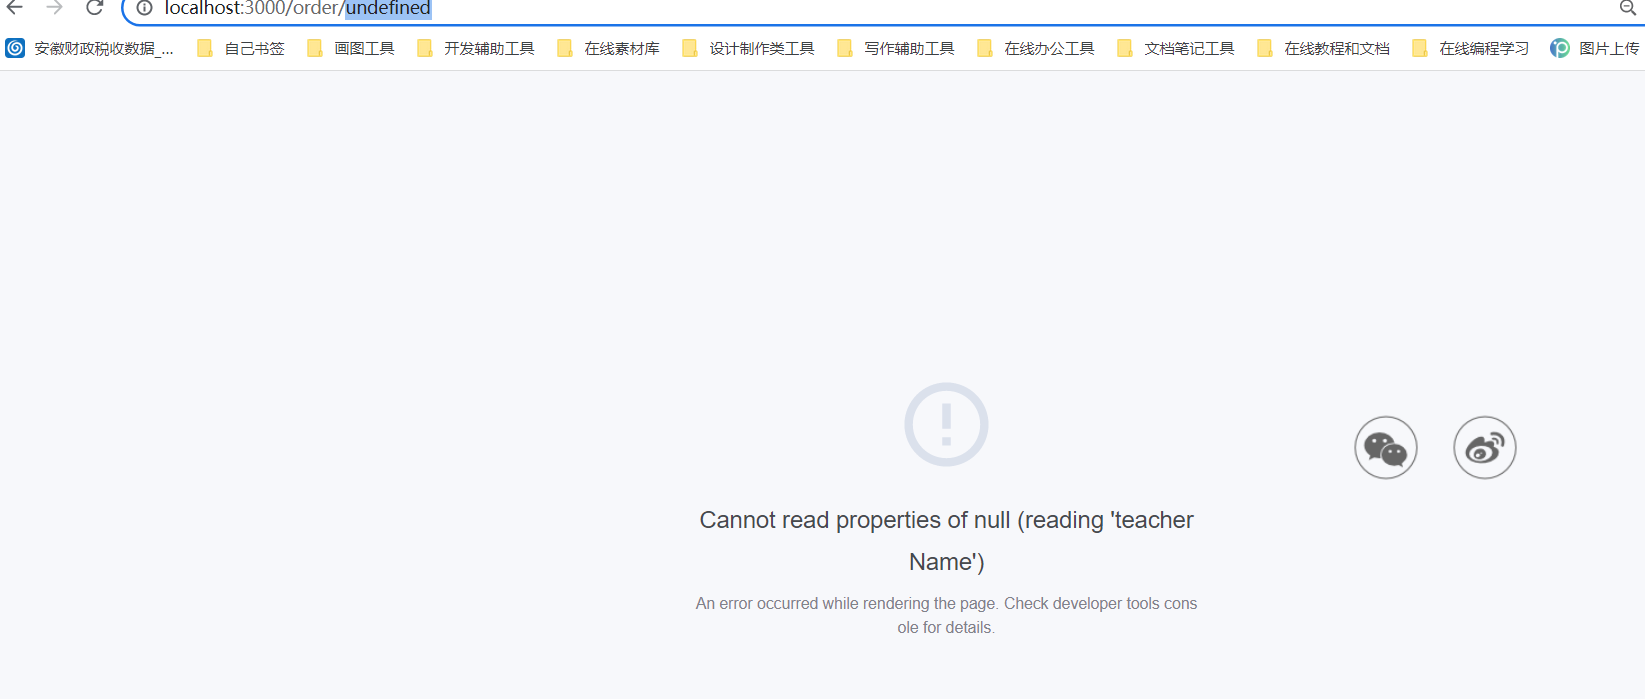 localhost:3000/order/undefined
安徽财政税收数据_... 自己书签 画图工具 开发辅助工具 在线素材库 设计制作类工具 写作辅助工具 在线办公工具 文档笔记工具 在线教程和文档 在线编程学习 图片上传
Cannot read properties of null (reading 'teacher
Name')
An error occurred while rendering the page. Check developer tools cons
ole for details.